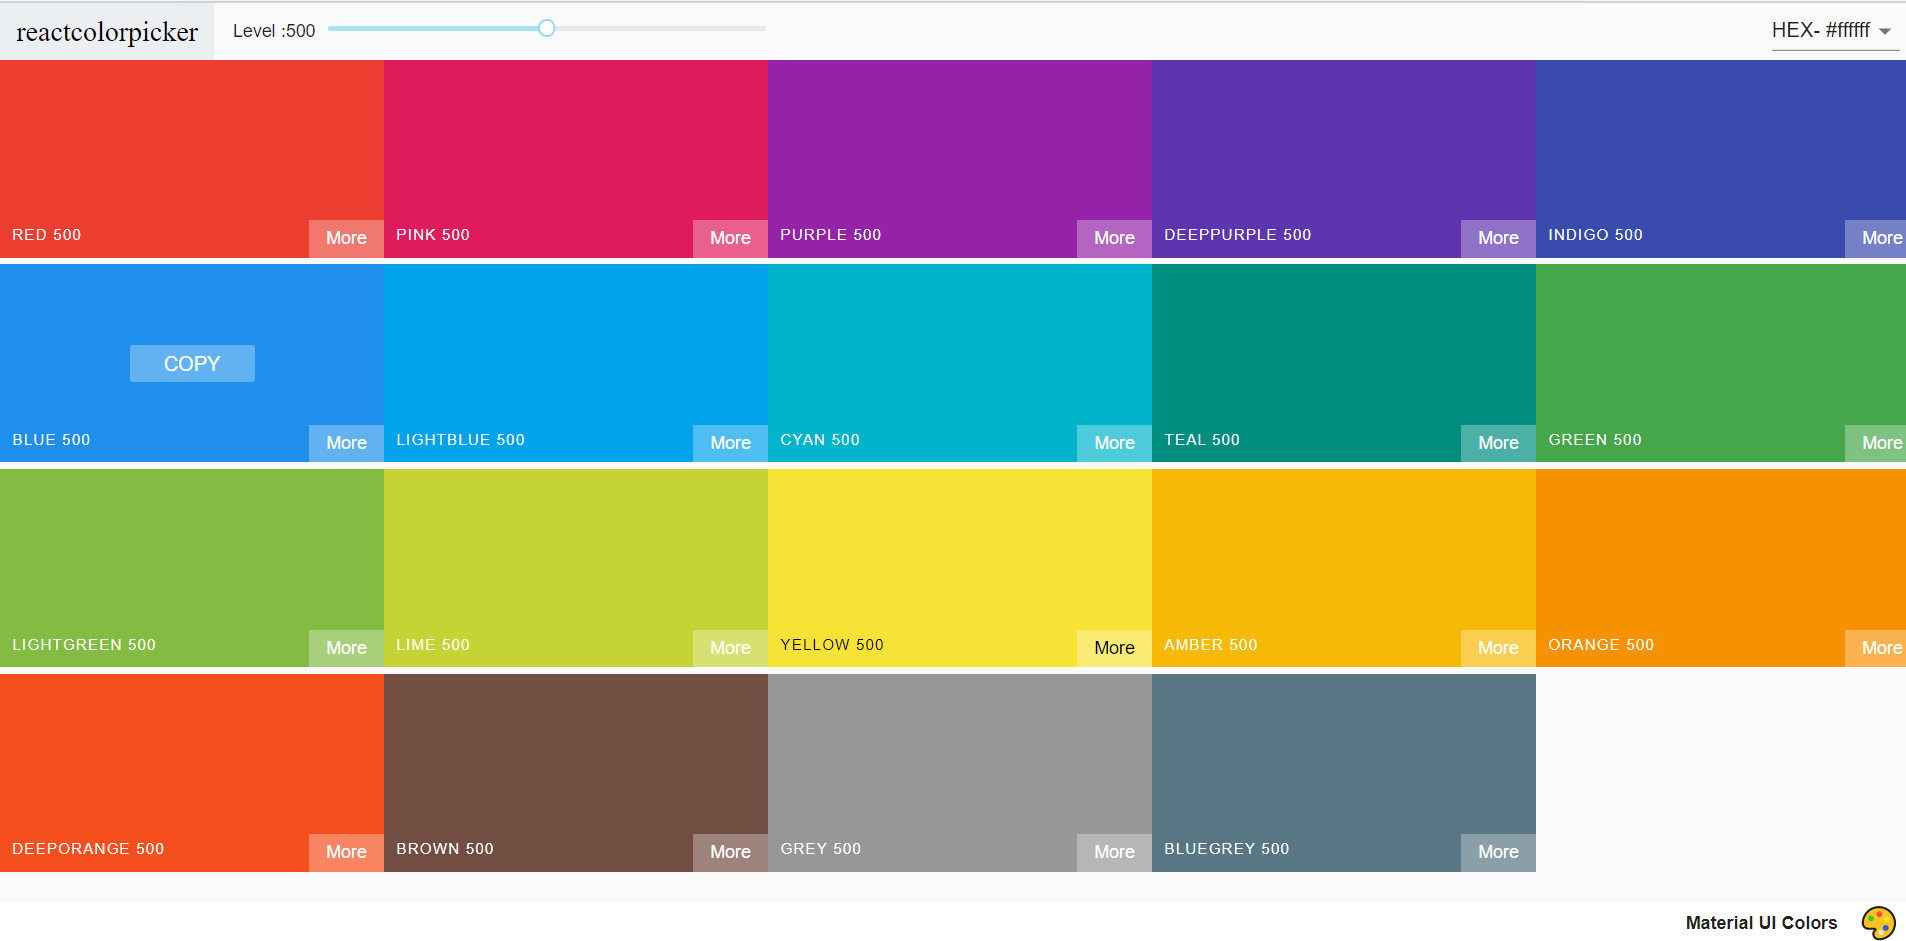 reactcolorpicker Level :500 HEX- #ffffff
RED 500 More PINK 500 More PURPLE 500 More DEEPPURPLE 500 More INDIGO 500 More
COPY
BLUE 500 More LIGHTBLUE 500 More CYAN 500 More TEAL 500 More GREEN 500 More
LIGHTGREEN 500 More LIME 500 More YELLOW 500 More AMBER 500 More ORANGE 500 More
DEEPORANGE 500 More BROWN 500 More GREY 500 More BLUEGREY 500 More
Material UI Colors